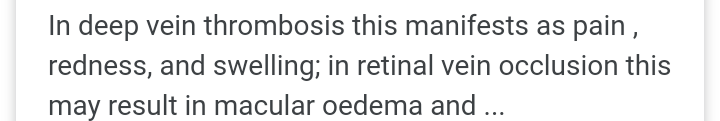 In deep vein thrombosis this manifests as pain ,
redness, and swelling; in retinal vein occlusion this
may result in macular oedema and ...